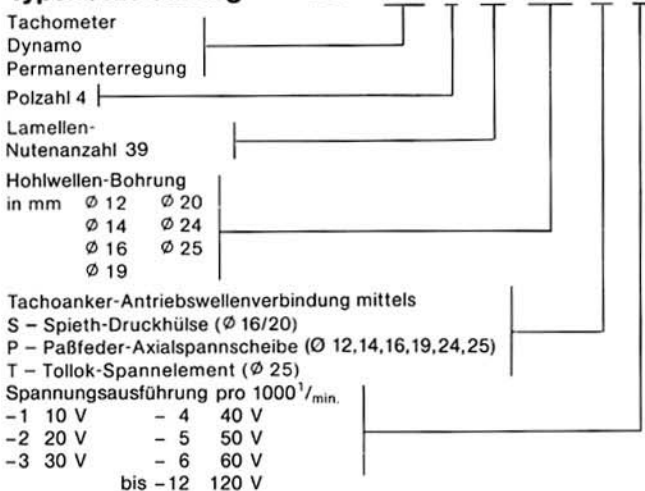 Tachometer
Dynamo
Permanenterregung
Polzahl 4
Lamellen-
Nutenanzahl 39
Hohlwellen-Bohrung
in mm ∅ 12 ∅ 20
∅ 14 ∅ 24
∅ 16 ∅ 25
∅ 19
Tachoanker-Antriebswellenverbindung mittels
S – Spieth-Druckhülse (∅ 16/20)
P – Paßfeder-Axialspannscheibe (Ø 12,14,16,19,24,25)
T – Tollok-Spannelement (∅ 25)
Spannungsausführung pro 1000¹/min.
–1 10 V – 4 40 V
–2 20 V – 5 50 V
–3 30 V – 6 60 V
bis –12 120 V